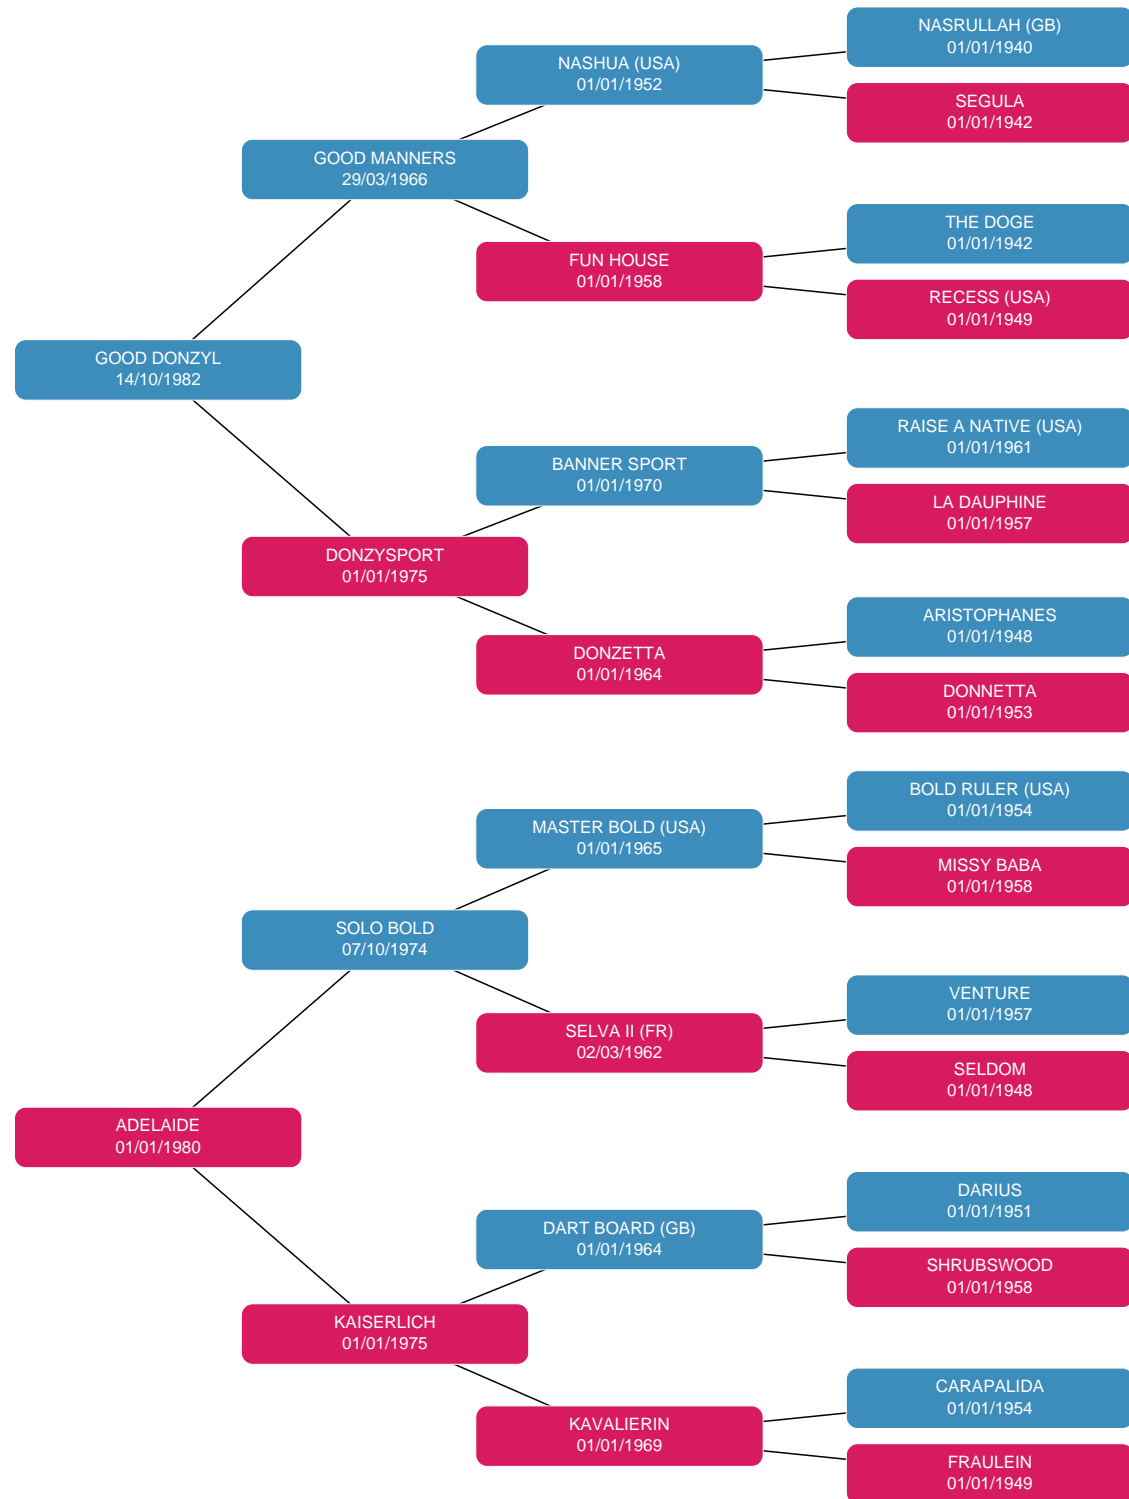 NASRULLAH (GB)
01/01/1940
NASHUA (USA)
01/01/1952
SEGULA
01/01/1942
GOOD MANNERS
29/03/1966
THE DOGE
01/01/1942
FUN HOUSE
01/01/1958
RECESS (USA)
01/01/1949
GOOD DONZYL
14/10/1982
RAISE A NATIVE (USA)
01/01/1961
BANNER SPORT
01/01/1970
LA DAUPHINE
01/01/1957
DONZYSPORT
01/01/1975
ARISTOPHANES
01/01/1948
DONZETTA
01/01/1964
DONNETTA
01/01/1953
BOLD RULER (USA)
01/01/1954
MASTER BOLD (USA)
01/01/1965
MISSY BABA
01/01/1958
SOLO BOLD
07/10/1974
VENTURE
01/01/1957
SELVA II (FR)
02/03/1962
SELDOM
01/01/1948
ADELAIDE
01/01/1980
DARIUS
01/01/1951
DART BOARD (GB)
01/01/1964
SHRUBSWOOD
01/01/1958
KAISERLICH
01/01/1975
CARAPALIDA
01/01/1954
KAVALIERIN
01/01/1969
FRAULEIN
01/01/1949